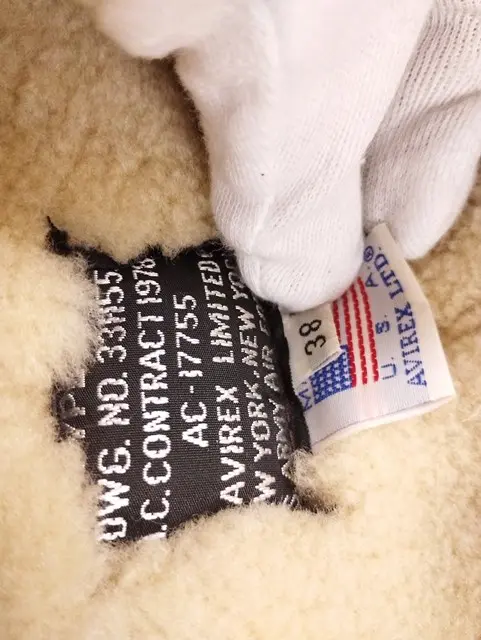 DWG. NO. 33H55
I.C. CONTRACT 1978
AC-17755
AVIREX LIMITED
W YORK, NEW YO
ARMY AIR
38
U. S. A.®
AVIREX LTD.